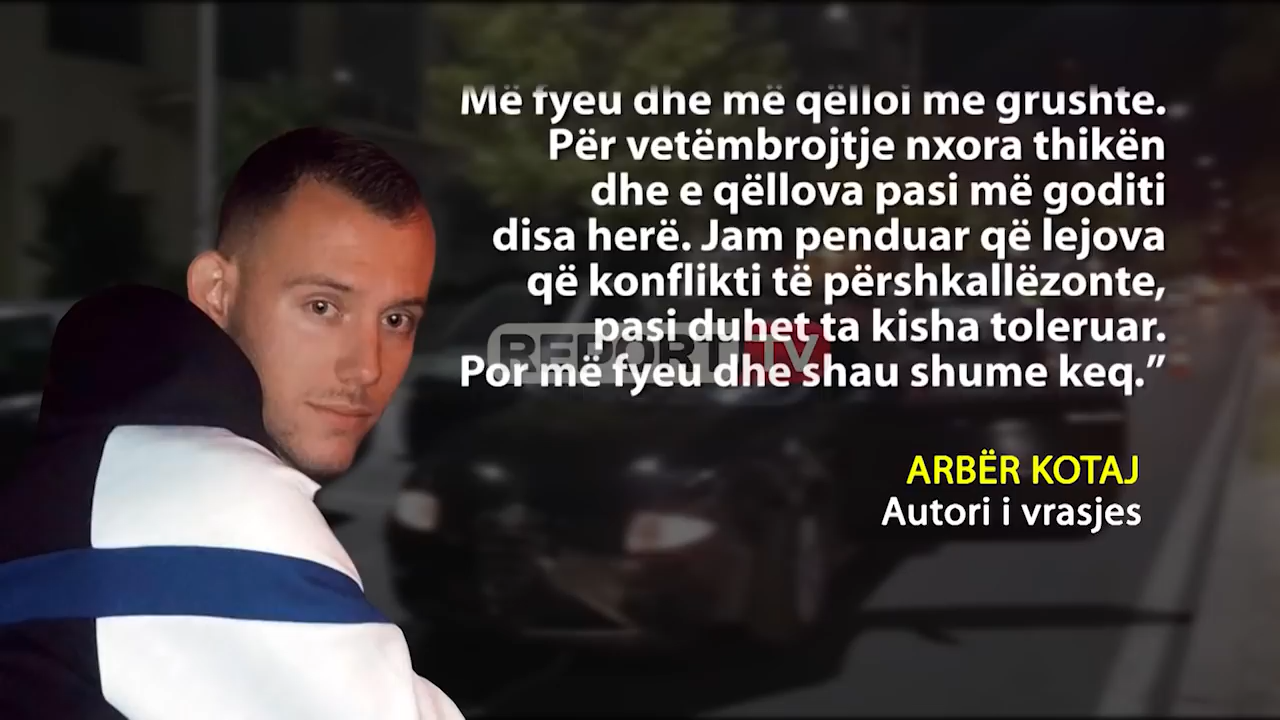 Më fyeu dhe më qëlloi me grushte.
Për vetëmbrojtje nxora thikën
dhe e qëllova pasi më goditi
disa herë. Jam penduar që lejova
që konflikti të përshkallëzonte,
pasi duhet ta kisha toleruar.
REPORT TV
Por më fyeu dhe shau shume keq.”
ARBËR KOTAJ
Autori i vrasjes